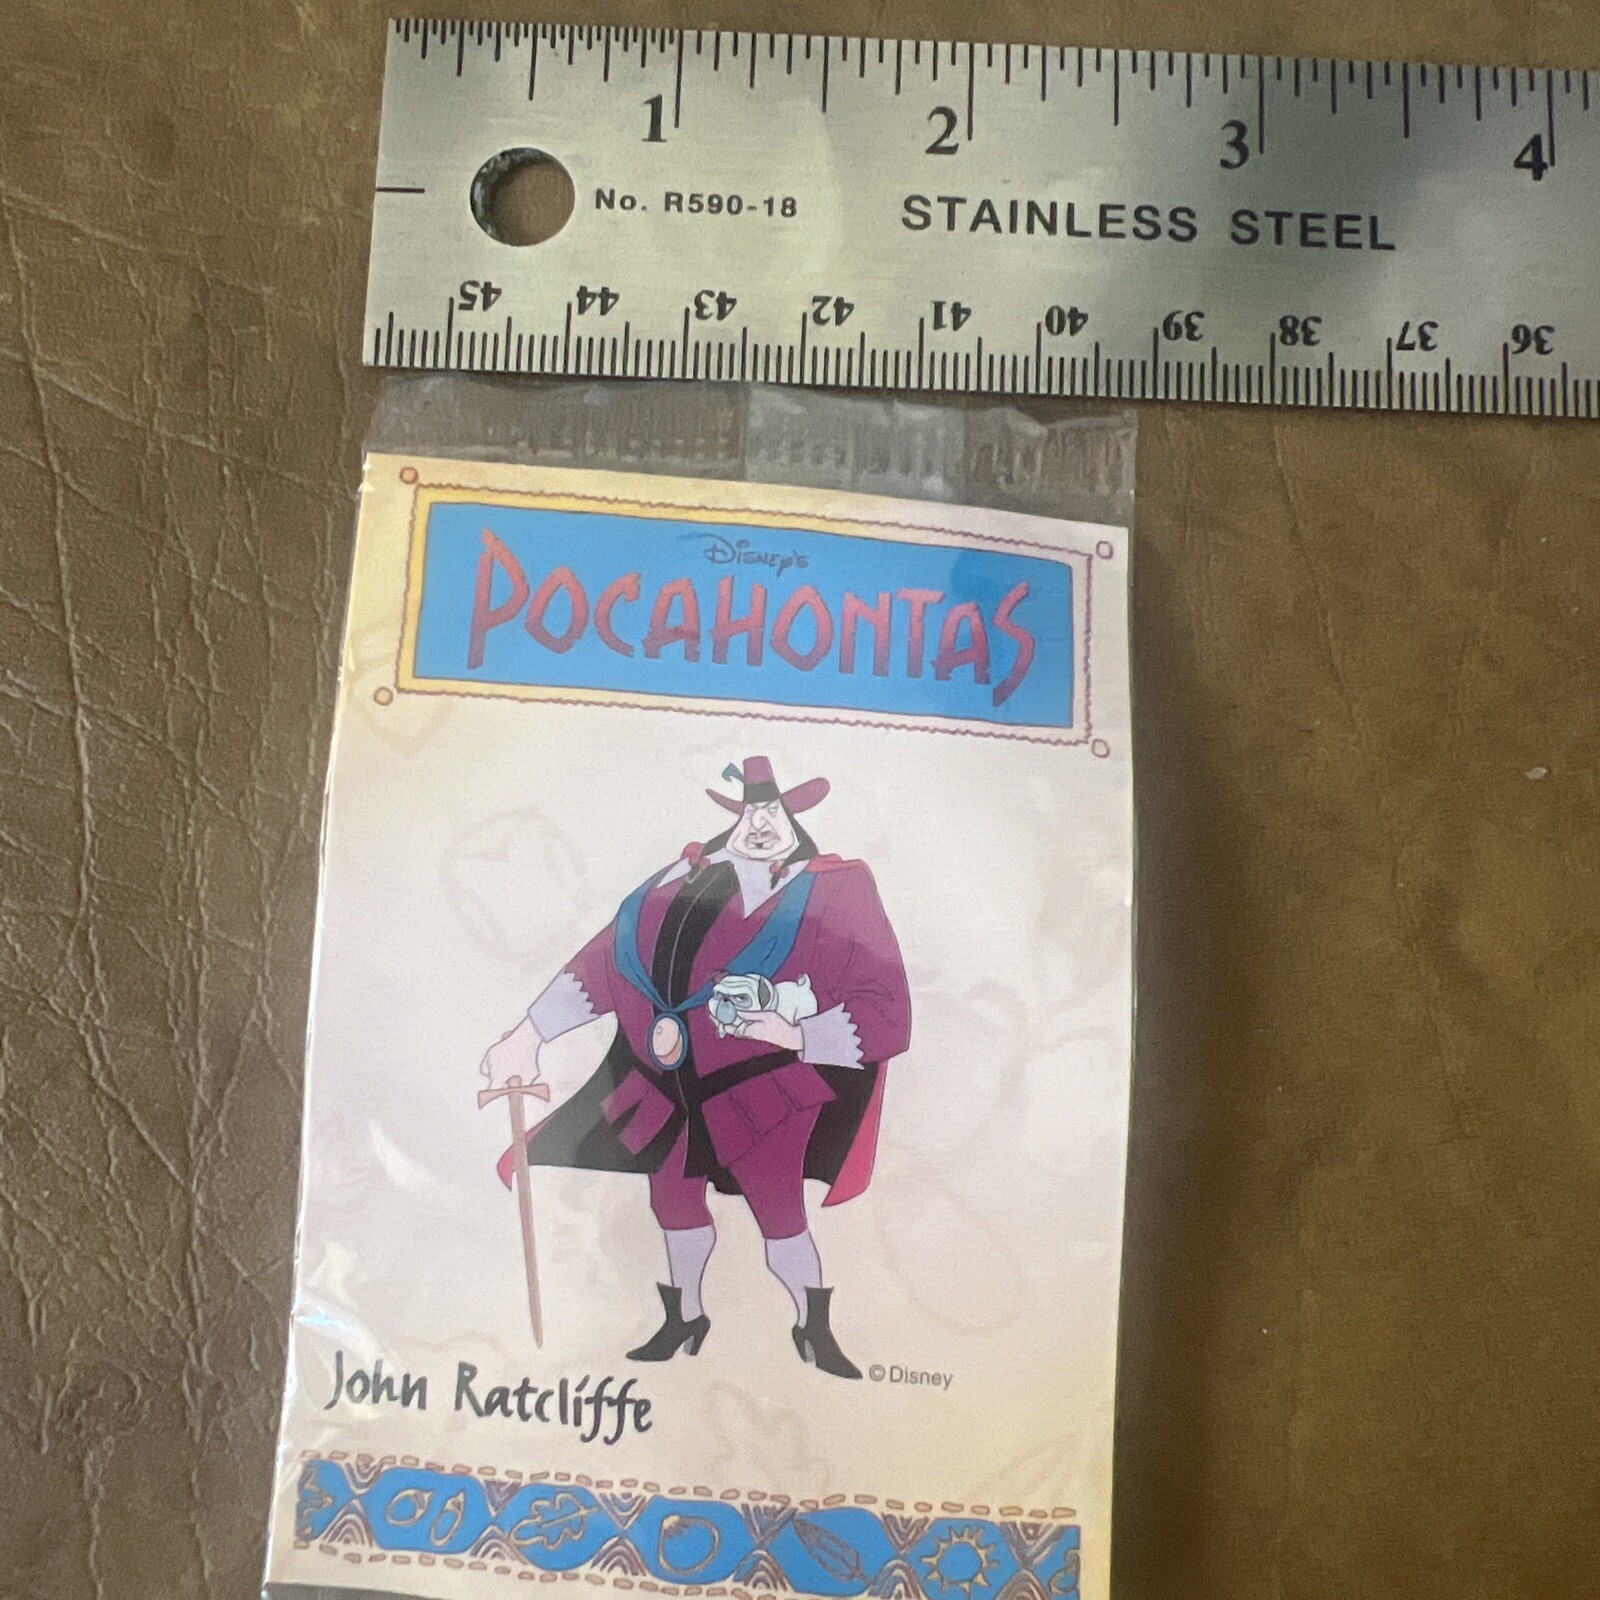 1 2 3 4
No. R590-18 STAINLESS STEEL
45 44 43 42 41 40 39 38 37 36
Disney's
POCAHONTAS
©Disney
John Ratcliffe